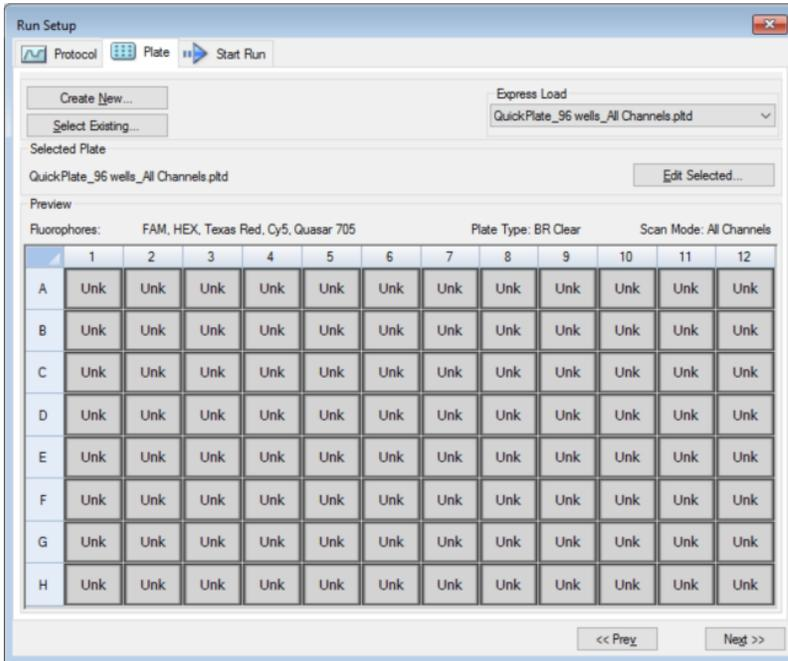 Run Setup
Protocol Plate Start Run
Create New...
Express Load
QuickPlate_96 wells_All Channels.pltd
Select Existing...
Selected Plate
QuickPlate_96 wells_All Channels.pltd Edit Selected...
Preview
Fluorophores: FAM, HEX, Texas Red, Cy5, Quasar 705 Plate Type: BR Clear Scan Mode: All Channels
1 2 3 4 5 6 7 8 9 10 11 12
A Unk Unk Unk Unk Unk Unk Unk Unk Unk Unk Unk Unk
B Unk Unk Unk Unk Unk Unk Unk Unk Unk Unk Unk Unk
C Unk Unk Unk Unk Unk Unk Unk Unk Unk Unk Unk Unk
D Unk Unk Unk Unk Unk Unk Unk Unk Unk Unk Unk Unk
E Unk Unk Unk Unk Unk Unk Unk Unk Unk Unk Unk Unk
F Unk Unk Unk Unk Unk Unk Unk Unk Unk Unk Unk Unk
G Unk Unk Unk Unk Unk Unk Unk Unk Unk Unk Unk Unk
H Unk Unk Unk Unk Unk Unk Unk Unk Unk Unk Unk Unk
<< Prev Next >>